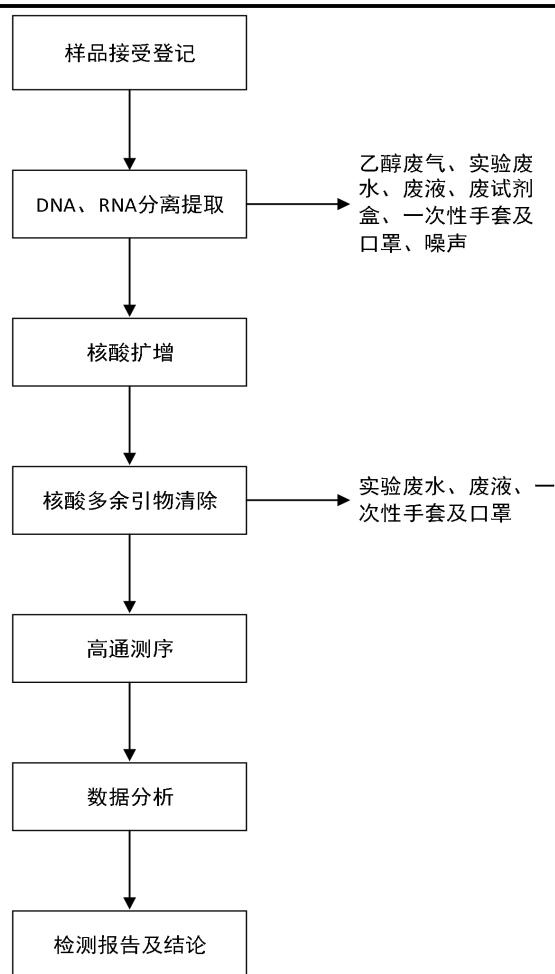 样品接受登记
DNA、RNA分离提取
乙醇废气、实验废
水、废液、废试剂
盒、一次性手套及
口罩、噪声
核酸扩增
核酸多余引物清除
实验废水、废液、一
次性手套及口罩
高通测序
数据分析
检测报告及结论